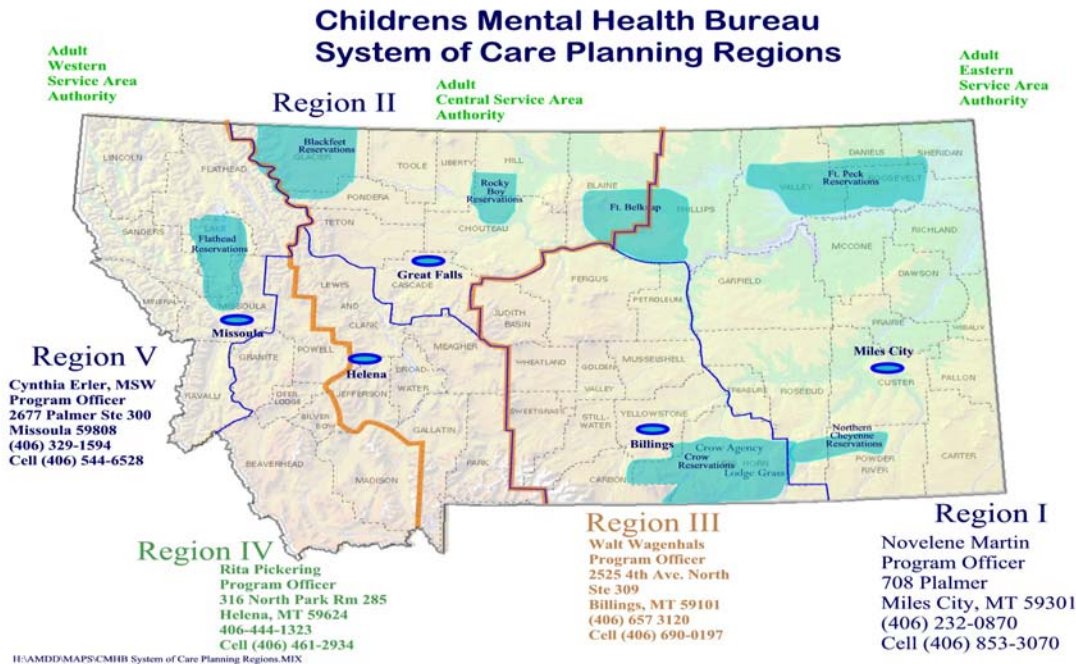 Childrens Mental Health Bureau
System of Care Planning Regions
Adult
Western
Service Area
Authority
Region II
Adult
Central Service Area
Authority
Adult
Eastern
Service Area
Authority
LINCOLN
FLATHEAD
Blackfeet
Reservations
GLACIER
TOOLE
LIBERTY
HILL
BLAINE
DANIELS
SHERIDAN
Rocky
Boy
Reservations
Ft. Peck
Reservations
VALLEY
ROOSEVELT
PONDERA
Ft. Belknap
PHILLIPS
SANDERS
LAKE
Flathead
Reservations
TETON
CHOUTEAU
RICHLAND
MCCONE
Great Falls
CASCADE
LEWIS
AND
CLARK
FERGUS
GARFIELD
DAWSON
MINERAL
MISSOULA
Missoula
JUDITH
BASIN
PETROLEUM
PRAIRIE
WIBAUX
GRANITE
POWELL
Helena
BROAD-
WATER
MEAGHER
WHEATLAND
GOLDEN
VALLEY
MUSSELSHELL
Miles City
CUSTER
FALLON
RAVALLI
DEER
LODGE
JEFFERSON
TREASURE
ROSEBUD
SILVER
BOW
GALLATIN
SWEETGRASS
STILL-
WATER
YELLOWSTONE
Billings
Northern
Cheyenne
Reservations
BEAVERHEAD
MADISON
PARK
CARBON
Crow Agency
Crow
Reservations
HORN
Lodge Grass
POWDER
RIVER
CARTER
Region V
Cynthia Erler, MSW
Program Officer
2677 Palmer Ste 300
Missoula 59808
(406) 329-1594
Cell (406) 544-6528
Region IV
Rita Pickering
Program Officer
316 North Park Rm 285
Helena, MT 59624
406-444-1323
Cell (406) 461-2934
Region III
Walt Wagenhals
Program Officer
2525 4th Ave. North
Ste 309
Billings, MT 59101
(406) 657 3120
Cell (406) 690-0197
Region I
Novelene Martin
Program Officer
708 Plalmer
Miles City, MT 59301
(406) 232-0870
Cell (406) 853-3070
H:\AMDD\MAPS\CMHB System of Care Planning Regions.MIX